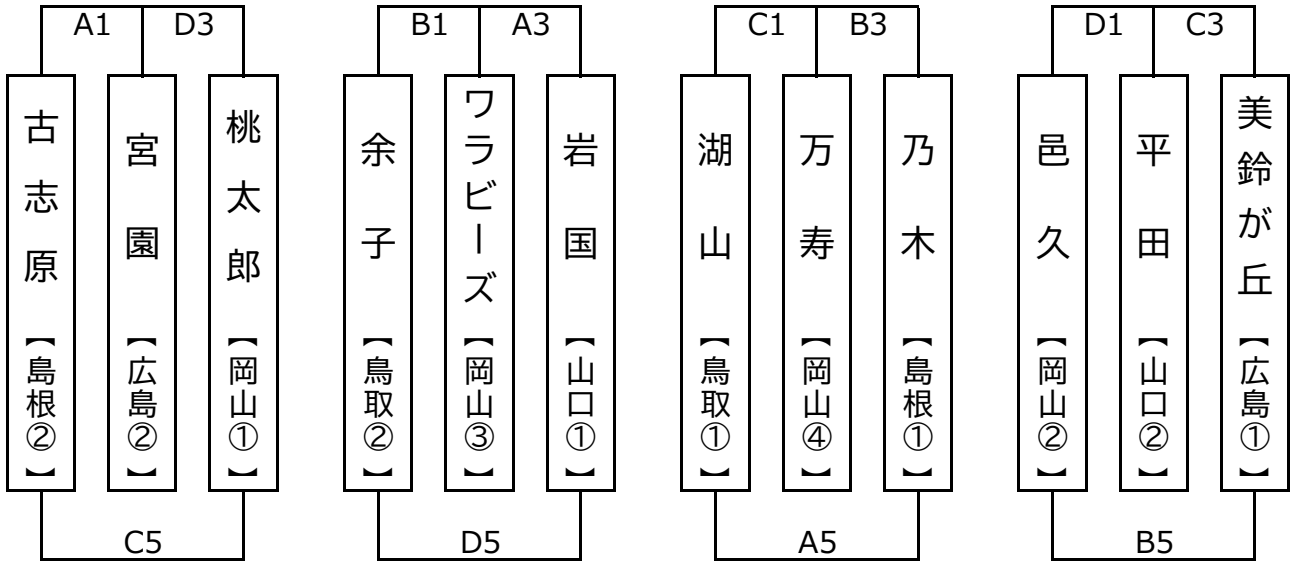 A1 D3 B1 A3 C1 B3 D1 C3
古志原【島根②】
宮園【広島②】
桃太郎【岡山①】
余子【鳥取②】
ワラビーズ【岡山③】
岩国【山口①】
湖山【鳥取①】
万寿【岡山④】
乃木【島根①】
邑久【岡山②】
平田【山口②】
美鈴が丘【広島①】
C5 D5 A5 B5